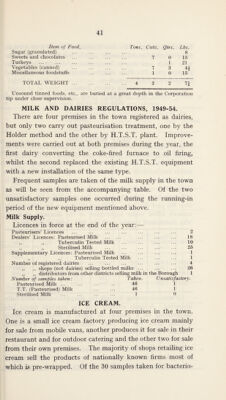 41
Item of Food. Tons. Cwts. Qrs. Lbs.
Sugar (granulated) ... 8
Sweets and chocolates ... 7 0 15
Turkeys ... 1 21
Vegetables (canned) ... 7 3 4½
Miscellaneous foodstuffs ... 1 0 15
TOTAL WEIGHT ... 4 2 2 7½
Unsound tinned foods, etc., are buried at a great depth in the Corporation
tip under close supervision.
MILK AND DAIRIES REGULATIONS, 1949-54.
There are four premises in the town registered as dairies,
but only two carry out pasteurisation treatment, one by the
Holder method and the other by H.T.S.T. plant. Improve-
ments were carried out at both premises during the year, the
first dairy converting the coke-fired furnace to oil firing,
whilst the second replaced the existing H.T.S.T. equipment
with a new installation of the same type.
Frequent samples are taken of the milk supply in the town
as will be seen from the accompanying table. Of the two
unsatisfactory samples one occurred during the running-in
period of the new equipment mentioned above.
Milk Supply.
Licences in force at the end of the year:—
Pasteurisers' Licences ... 2
Dealers' Licences: Pasteurised Milk ... 18
Tuberculin Tested Milk ... 10
Sterilised Milk ... 25
Supplementary Licences: Pasteurised Milk ... 1
Tuberculin Tested Milk ... 1
Number of registered dairies ... 4
„ „ shops (not dairies) selling bottled milk ... 26
„ „ distributors from other districts selling milk in the Borough 1
Number of samples taken: Taken. Unsatisfactory.
Pasteurised Milk ... 46 1
T.T. (Pasteurised) Milk ... 46 1
Sterilised Milk ... 1 0
ICE CREAM.
Ice cream is manufactured at four premises in the town.
One is a small ice cream factory producing ice cream mainly
for sale from mobile vans, another produces it for sale in their
restaurant and for outdoor catering and the other two for sale
from their own premises. The majority of shops retailing ice
cream sell the products of nationally known firms most of
which is pre-wrapped. Of the 30 samples taken for bacterio-